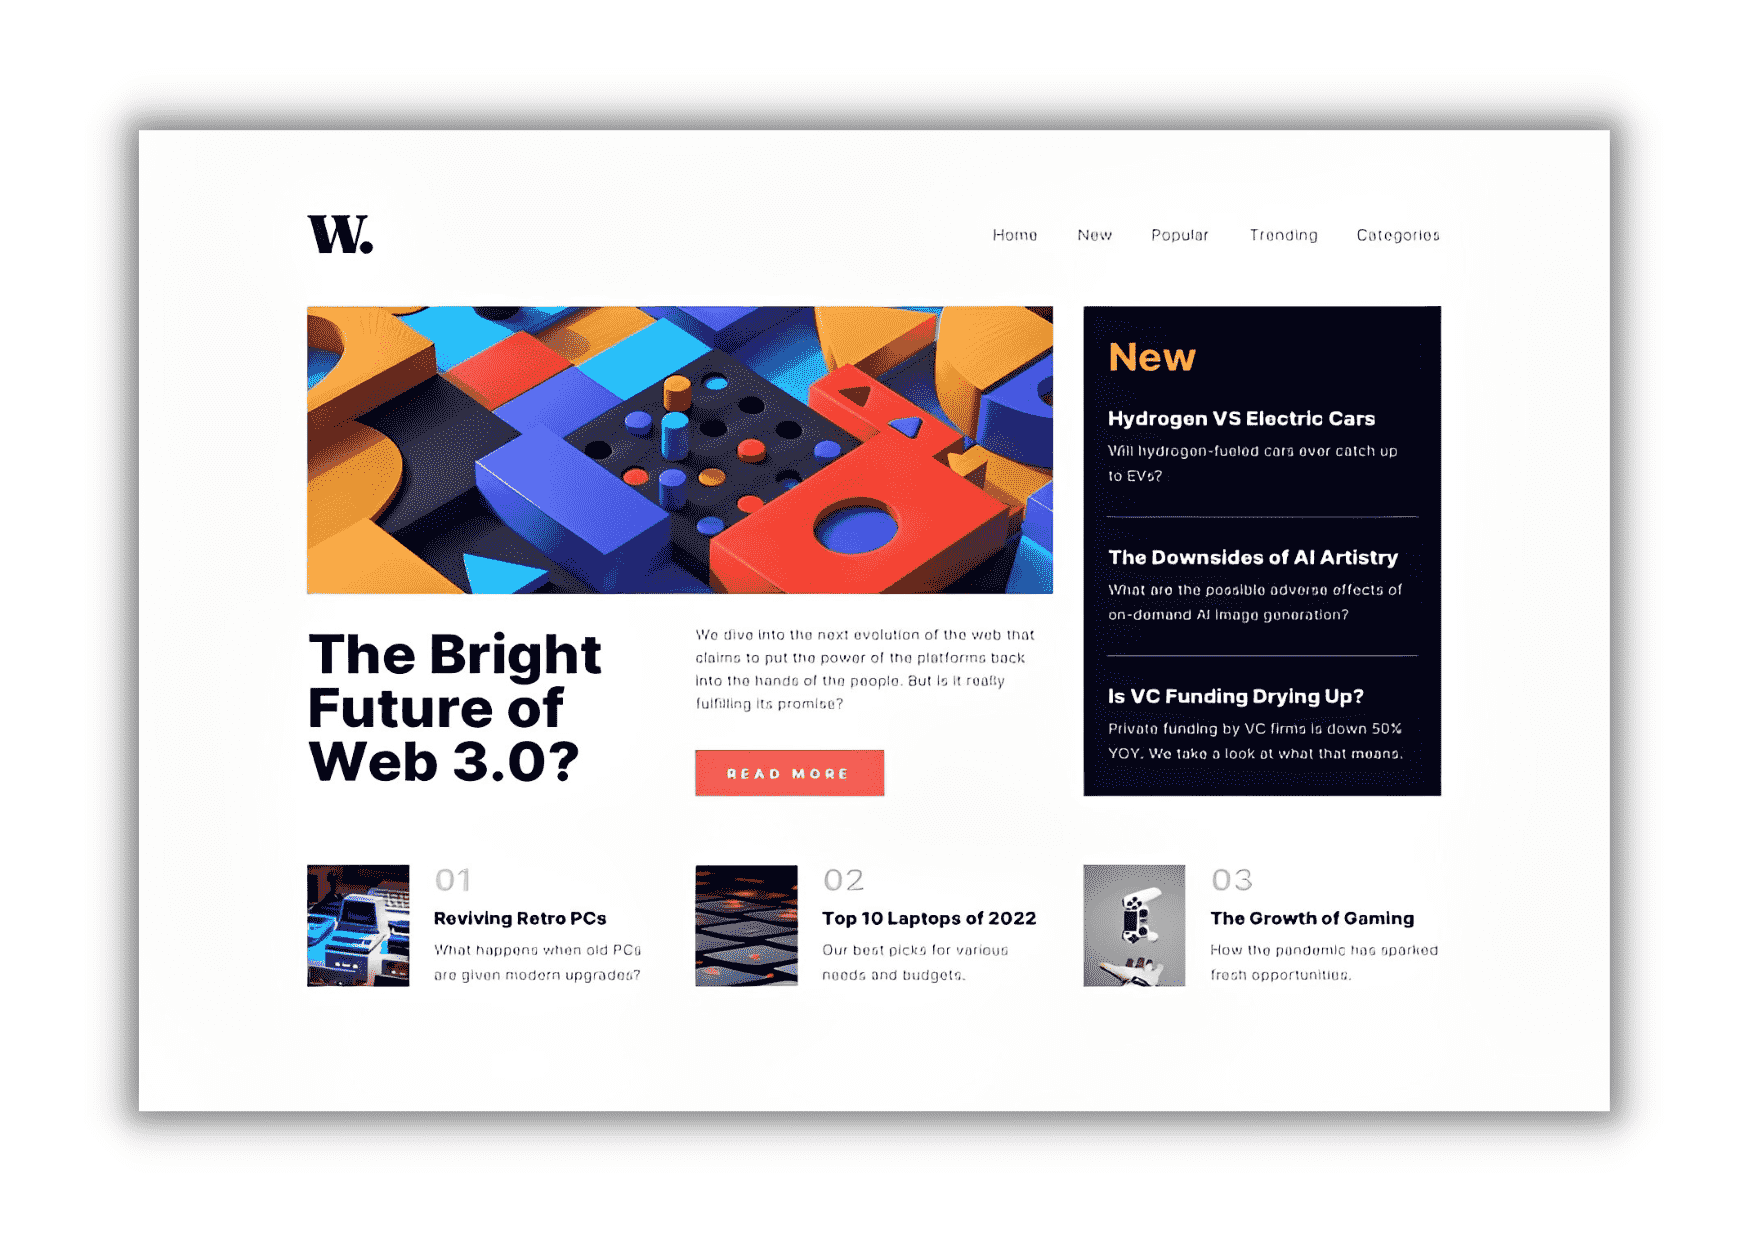 W.
Home New Popular Trending Categories
The Bright
Future of
Web 3.0?
We dive into the next evolution of the web that
claims to put the power of the platforms back
into the hands of the people. But is it really
fulfilling its promise?
READ MORE
New
Hydrogen VS Electric Cars
Will hydrogen-fueled cars ever catch up
to EVs?
The Downsides of AI Artistry
What are the possible adverse effects of
on-demand AI image generation?
Is VC Funding Drying Up?
Private funding by VC firms is down 50%
YOY. We take a look at what that means.
01
Reviving Retro PCs
What happens when old PCs
are given modern upgrades?
02
Top 10 Laptops of 2022
Our best picks for various
needs and budgets.
03
The Growth of Gaming
How the pandemic has sparked
fresh opportunities.